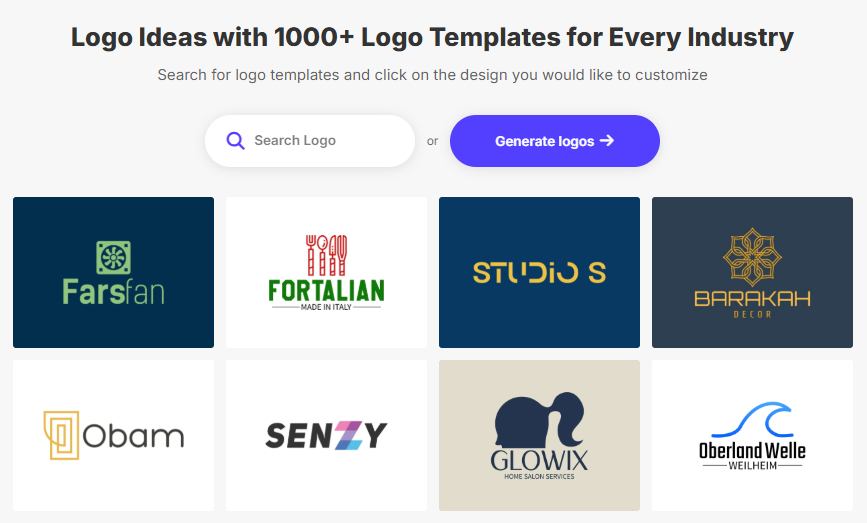 Logo Ideas with 1000+ Logo Templates for Every Industry
Search for logo templates and click on the design you would like to customize
Search Logo
or
Generate logos →
Farsfan
FORTALIAN
MADE IN ITALY
STUDIO S
BARAKAH
DECOR
Obam
SENZY
GLOWIX
HOME SALON SERVICES
Oberland Welle
WEILHEIM